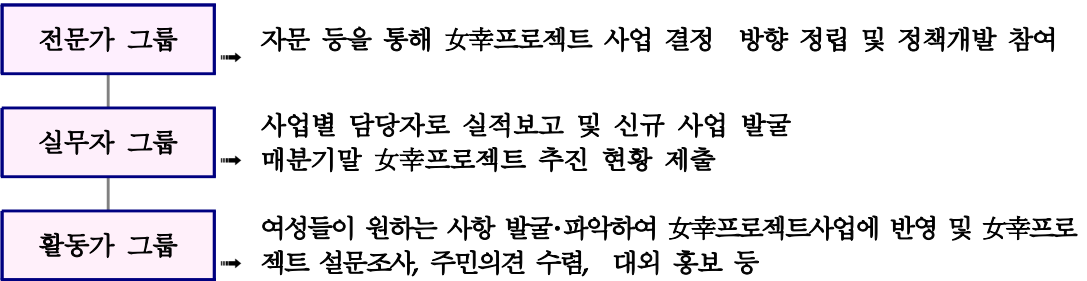 전문가 그룹
자문 등을 통해 女幸프로젝트 사업 결정 방향 정립 및 정책개발 참여
실무자 그룹
사업별 담당자로 실적보고 및 신규 사업 발굴
매분기말 女幸프로젝트 추진 현황 제출
활동가 그룹
여성들이 원하는 사항 발굴·파악하여 女幸프로젝트사업에 반영 및 女幸프로
젝트 설문조사, 주민의견 수렴, 대외 홍보 등